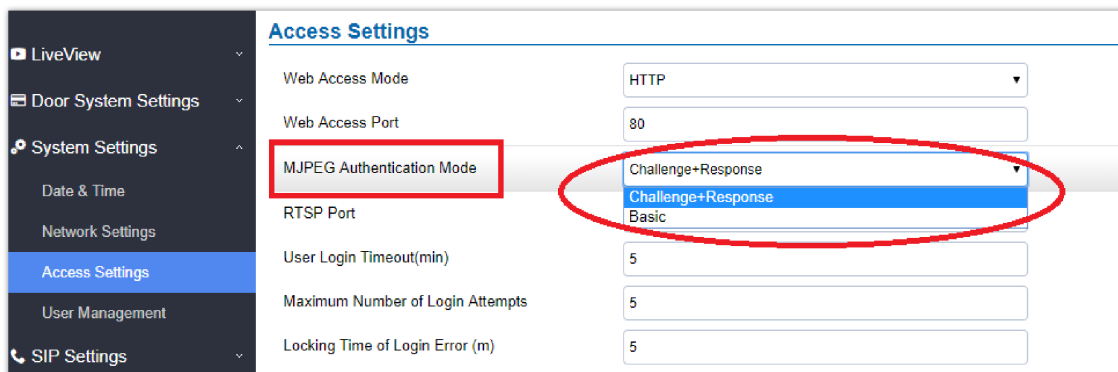 Access Settings
LiveView
Door System Settings
System Settings
Date & Time
Network Settings
Access Settings
User Management
SIP Settings
Web Access Mode
HTTP
Web Access Port
80
MJPEG Authentication Mode
Challenge+Response
Challenge+Response
Basic
RTSP Port
User Login Timeout(min)
5
Maximum Number of Login Attempts
5
Locking Time of Login Error (m)
5